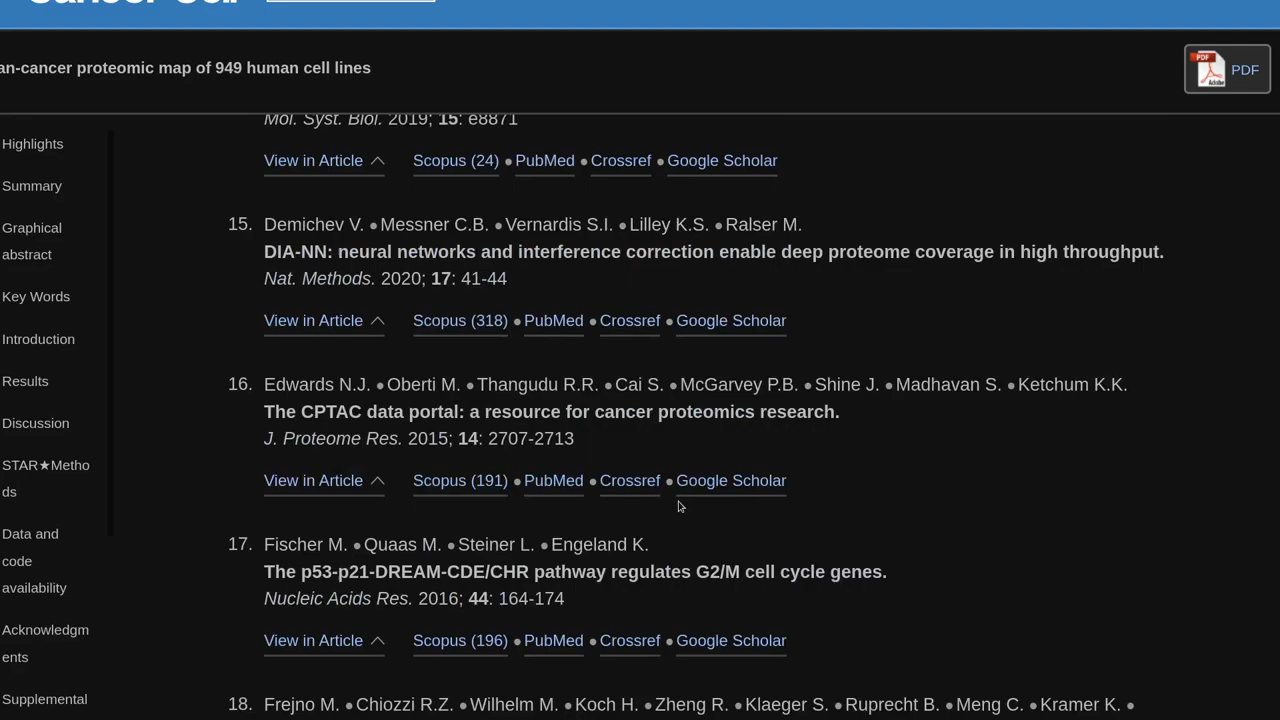 Cancer Cell
an-cancer proteomic map of 949 human cell lines
PDF
PDF
Adobe
Highlights
Summary
Graphical
abstract
Key Words
Introduction
Results
Discussion
STAR★Metho
ds
Data and
code
availability
Acknowledgm
ents
Supplemental
Mol. Syst. Biol. 2019; 15: e8871
View in Article Scopus (24) • PubMed • Crossref • Google Scholar
15. Demichev V. • Messner C.B. • Vernardis S.I. • Lilley K.S. • Ralser M.
DIA-NN: neural networks and interference correction enable deep proteome coverage in high throughput.
Nat. Methods. 2020; 17: 41-44
View in Article Scopus (318) • PubMed • Crossref • Google Scholar
16. Edwards N.J. • Oberti M. • Thangudu R.R. • Cai S. • McGarvey P.B. • Shine J. • Madhavan S. • Ketchum K.K.
The CPTAC data portal: a resource for cancer proteomics research.
J. Proteome Res. 2015; 14: 2707-2713
View in Article Scopus (191) • PubMed • Crossref • Google Scholar
17. Fischer M. • Quaas M. • Steiner L. • Engeland K.
The p53-p21-DREAM-CDE/CHR pathway regulates G2/M cell cycle genes.
Nucleic Acids Res. 2016; 44: 164-174
View in Article Scopus (196) • PubMed • Crossref • Google Scholar
18. Frejno M. • Chiozzi R.Z. • Wilhelm M. • Koch H. • Zheng R. • Klaeger S. • Ruprecht B. • Meng C. • Kramer K. •